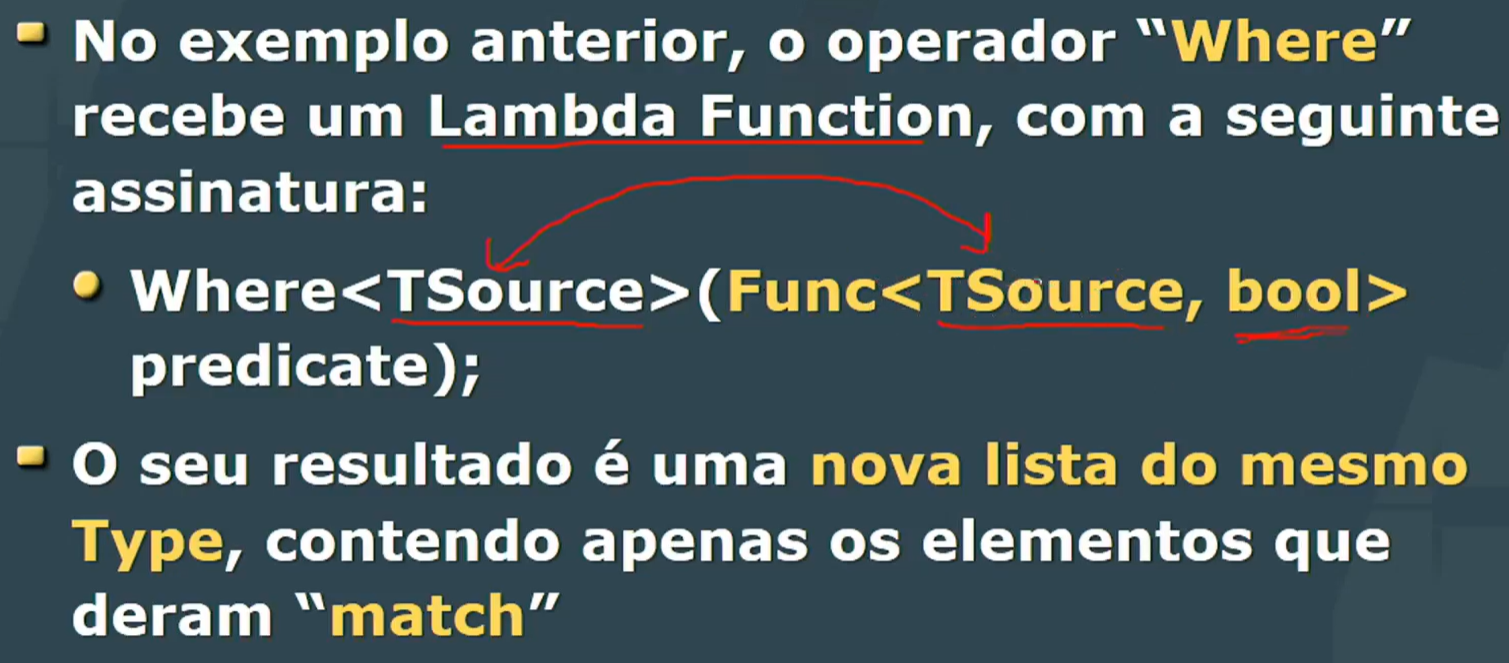 No exemplo anterior, o operador “Where”
recebe um Lambda Function, com a seguinte
assinatura:
Where<TSource>(Func<TSource, bool>
predicate);
O seu resultado é uma nova lista do mesmo
Type, contendo apenas os elementos que
deram “match”